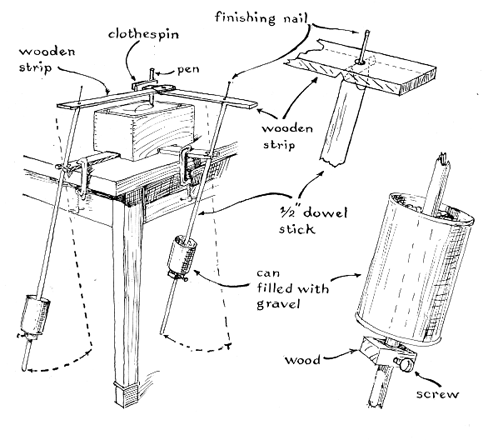 finishing nail
clothespin
wooden
strip
pen
wooden
strip
1/2" dowel
stick
can
filled with
gravel
wood
screw